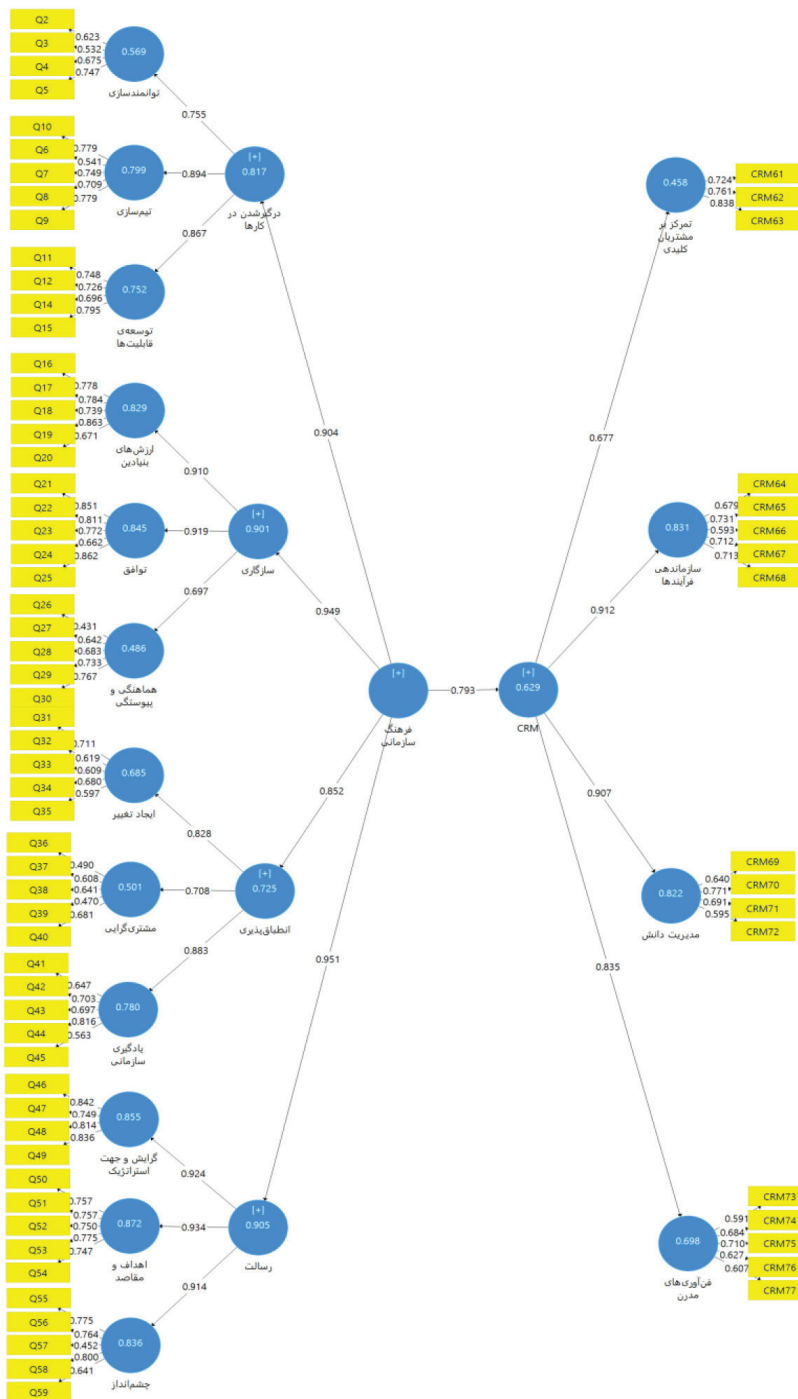 Q2
Q3
Q4
Q5
0.623
0.532
0.675
0.747
0.569
توانمندسازی
0.755
Q10
Q6
Q7
Q8
Q9
0.779
0.541
0.749
0.709
0.779
0.799
تیم‌سازی
0.894
[+]
0.817
درگیرشدن در
کارها
0.867
Q11
Q12
Q14
Q15
0.748
0.726
0.696
0.795
0.752
توسعه‌ی
قابلیت‌ها
Q16
Q17
Q18
Q19
Q20
0.778
0.784
0.739
0.863
0.671
0.829
ارزش‌های
بنیادین
0.910
Q21
Q22
Q23
Q24
Q25
0.851
0.811
0.772
0.662
0.862
0.845
توافق
0.919
[+]
0.901
سازگاری
0.697
Q26
Q27
Q28
Q29
Q30
0.431
0.642
0.683
0.733
0.767
0.486
هماهنگی و
پیوستگی
Q31
Q32
Q33
Q34
Q35
0.711
0.619
0.609
0.680
0.597
0.685
ایجاد تغییر
0.828
Q36
Q37
Q38
Q39
Q40
0.490
0.608
0.641
0.470
0.681
0.501
مشتری‌گرایی
0.708
[+]
0.725
انطباق‌پذیری
0.883
Q41
Q42
Q43
Q44
Q45
0.647
0.703
0.697
0.816
0.563
0.780
یادگیری
سازمانی
Q46
Q47
Q48
Q49
0.842
0.749
0.814
0.836
0.855
گرایش و جهت
استراتژیک
0.924
Q50
Q51
Q52
Q53
Q54
0.757
0.757
0.750
0.775
0.747
0.872
اهداف و
مقاصد
0.934
[+]
0.905
رسالت
0.914
Q55
Q56
Q57
Q58
Q59
0.775
0.764
0.452
0.800
0.641
0.836
چشم‌انداز
0.904
0.949
0.852
0.951
[+]
فرهنگ
سازمانی
0.793
[+]
0.629
CRM
0.677
0.912
0.907
0.835
0.458
تمرکز بر
مشتریان
کلیدی
0.724
0.761
0.838
CRM61
CRM62
CRM63
0.831
سازماندهی
فرآیندها
0.679
0.731
0.593
0.712
0.713
CRM64
CRM65
CRM66
CRM67
CRM68
0.822
مدیریت دانش
0.640
0.771
0.691
0.595
CRM69
CRM70
CRM71
CRM72
0.698
فن‌آوری‌های
مدرن
0.591
0.684
0.710
0.627
0.607
CRM73
CRM74
CRM75
CRM76
CRM77